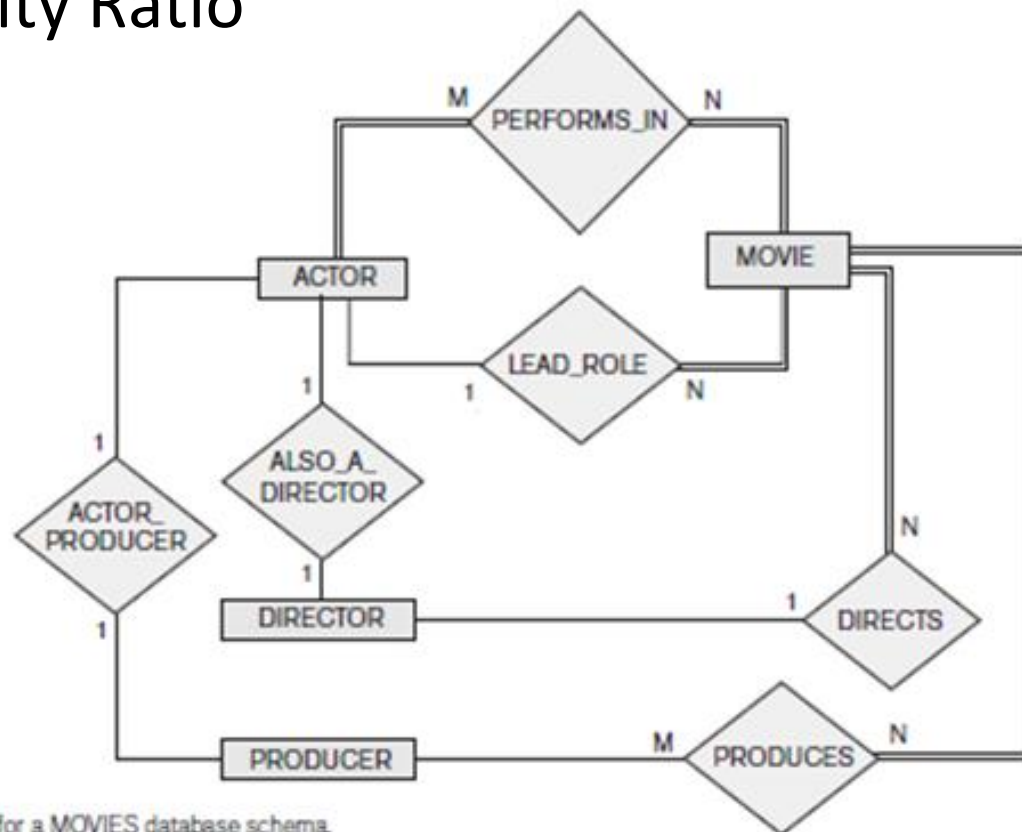 ity Ratio
M
N
PERFORMS_IN
MOVIE
ACTOR
LEAD_ROLE
1
N
1
1
ALSO_A_
DIRECTOR
ACTOR_
PRODUCER
N
1
1
DIRECTOR
1
DIRECTS
PRODUCER
M
PRODUCES
N
for a MOVIES database schema.